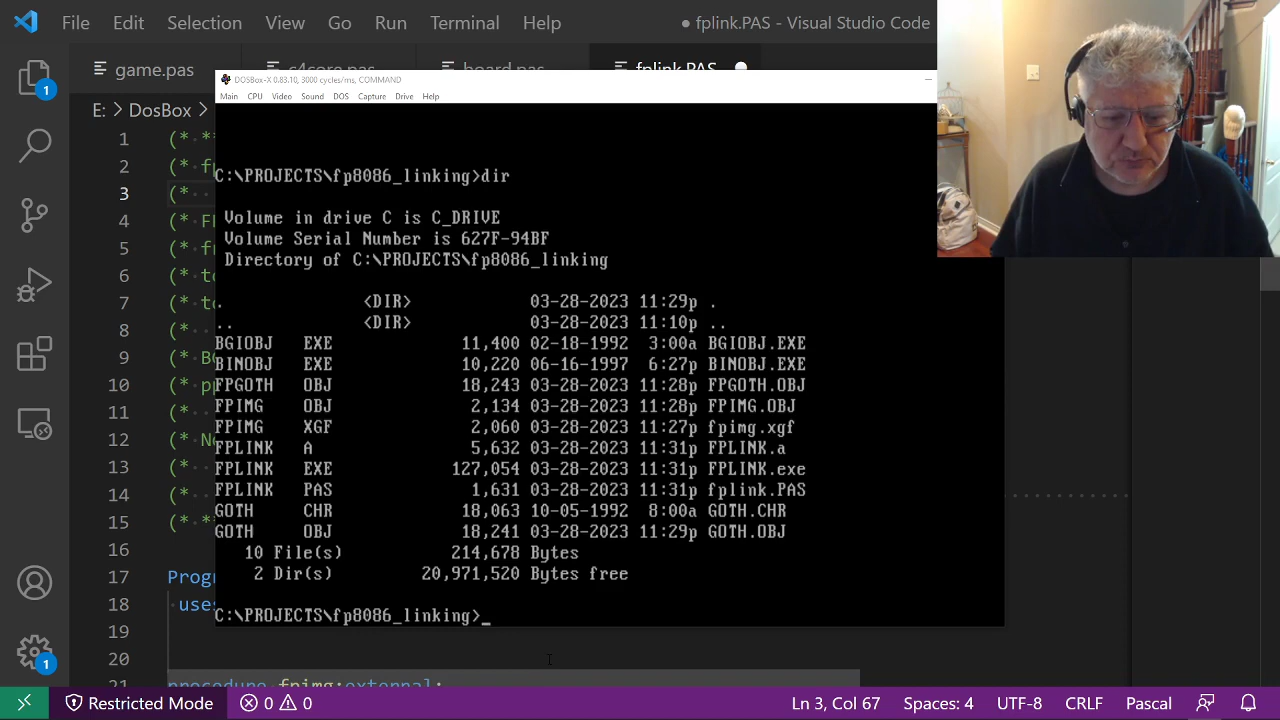 File Edit Selection View Go Run Terminal Help
● fplink.PAS - Visual Studio Code
game.pas c4core.pas board.pas fplink.PAS
DOSBox-X 0.83.10, 3000 cycles/ms, COMMAND
Main CPU Video Sound DOS Capture Drive Help
E: > DosBox >
C:\PROJECTS\fp8086_linking>dir
Volume in drive C is C_DRIVE
Volume Serial Number is 627F-94BF
Directory of C:\PROJECTS\fp8086_linking
. <DIR> 03-28-2023 11:29p .
.. <DIR> 03-28-2023 11:10p ..
BGIOBJ EXE 11,400 02-18-1992 3:00a BGIOBJ.EXE
BINOBJ EXE 10,220 06-16-1997 6:27p BINOBJ.EXE
FPGOTH OBJ 18,243 03-28-2023 11:28p FPGOTH.OBJ
FPIMG OBJ 2,134 03-28-2023 11:28p FPIMG.OBJ
FPIMG XGF 2,060 03-28-2023 11:27p fpimg.xgf
FPLINK A 5,632 03-28-2023 11:31p FPLINK.a
FPLINK EXE 127,054 03-28-2023 11:31p FPLINK.exe
FPLINK PAS 1,631 03-28-2023 11:31p fplink.PAS
GOTH CHR 18,063 10-05-1992 8:00a GOTH.CHR
GOTH OBJ 18,241 03-28-2023 11:29p GOTH.OBJ
10 File(s) 214,678 Bytes
2 Dir(s) 20,971,520 Bytes free
C:\PROJECTS\fp8086_linking>_
1 (* *
2 (*
3 (*
4 (*
5 (*
6 (*
7 (*
8 (*
9 (*
10 (*
11 (*
12 (*
13 (*
14 (*
15 (*
16
17
18
19
20
21 procedure fpimg;external;
1
1
Restricted Mode 0 0 Ln 3, Col 67 Spaces: 4 UTF-8 CRLF Pascal